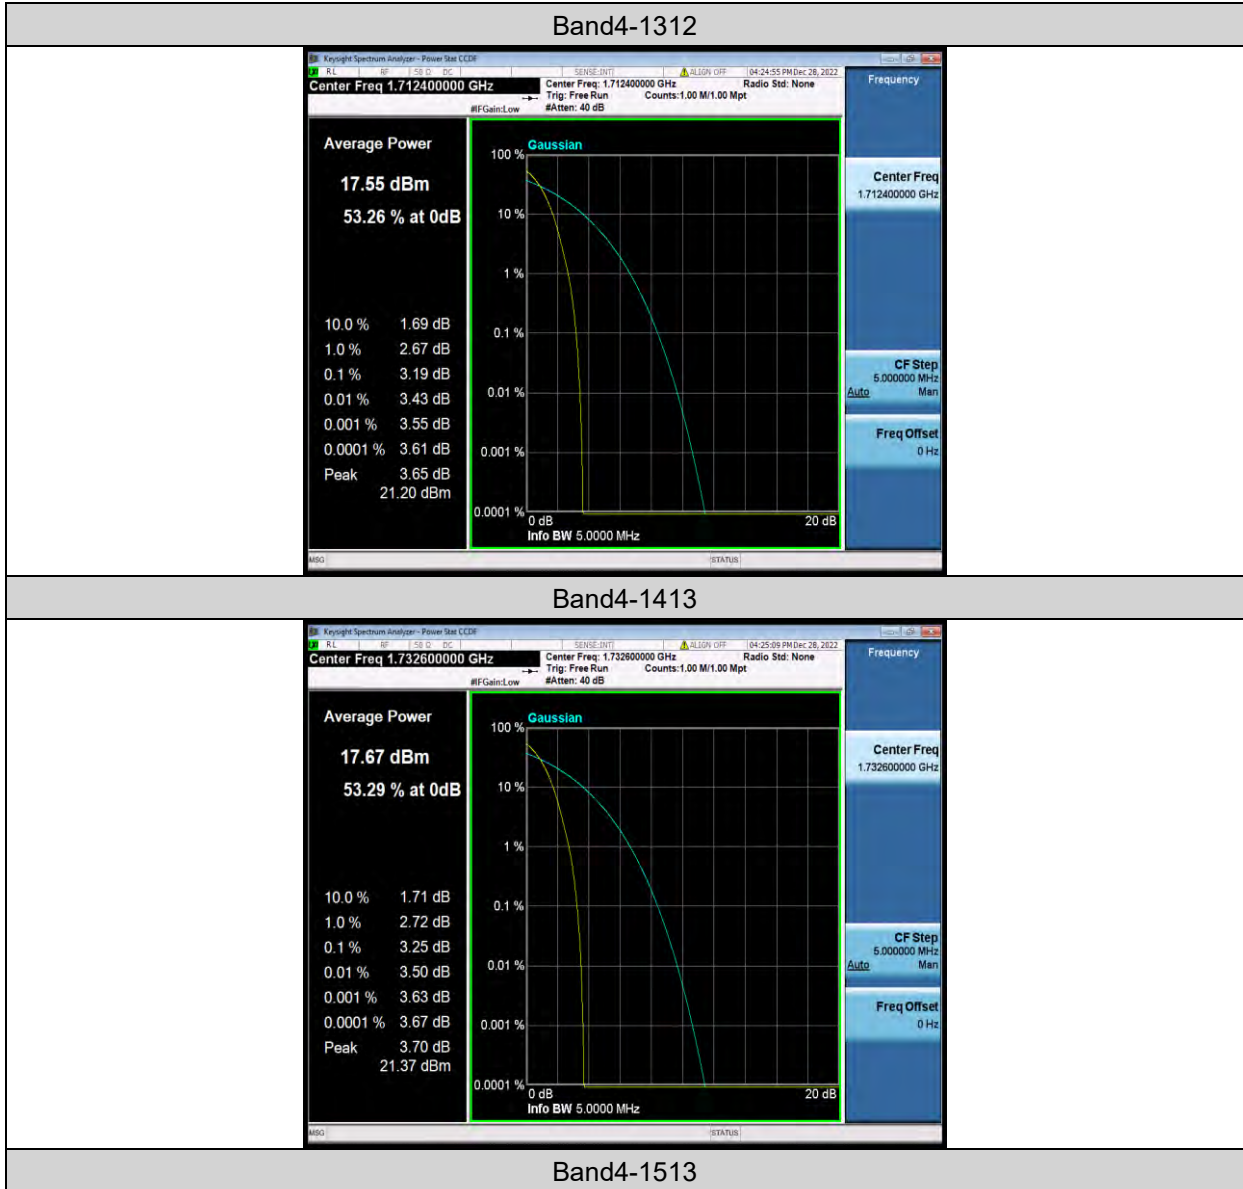 Band4-1312
Keysight Spectrum Analyzer - Power Stat CCDF
RL RF 50 Ω DC SENSE:INT ALIGN OFF 04:24:55 PM Dec 28, 2022
Center Freq 1.712400000 GHz
Center Freq: 1.712400000 GHz Radio Std: None
Trig: Free Run Counts:1.00 M/1.00 Mpt
#IFGain:Low #Atten: 40 dB
Frequency
Average Power
17.55 dBm
53.26 % at 0dB
10.0 % 1.69 dB
1.0 % 2.67 dB
0.1 % 3.19 dB
0.01 % 3.43 dB
0.001 % 3.55 dB
0.0001 % 3.61 dB
Peak 3.65 dB
21.20 dBm
Gaussian
100 %
10 %
1 %
0.1 %
0.01 %
0.001 %
0.0001 %
0 dB 20 dB
Info BW 5.0000 MHz
Center Freq
1.712400000 GHz
CF Step
5.000000 MHz
Auto Man
Freq Offset
0 Hz
MSG STATUS
Band4-1413
Keysight Spectrum Analyzer - Power Stat CCDF
RL RF 50 Ω DC SENSE:INT ALIGN OFF 04:25:09 PM Dec 28, 2022
Center Freq 1.732600000 GHz
Center Freq: 1.732600000 GHz Radio Std: None
Trig: Free Run Counts:1.00 M/1.00 Mpt
#IFGain:Low #Atten: 40 dB
Frequency
Average Power
17.67 dBm
53.29 % at 0dB
10.0 % 1.71 dB
1.0 % 2.72 dB
0.1 % 3.25 dB
0.01 % 3.50 dB
0.001 % 3.63 dB
0.0001 % 3.67 dB
Peak 3.70 dB
21.37 dBm
Gaussian
100 %
10 %
1 %
0.1 %
0.01 %
0.001 %
0.0001 %
0 dB 20 dB
Info BW 5.0000 MHz
Center Freq
1.732600000 GHz
CF Step
5.000000 MHz
Auto Man
Freq Offset
0 Hz
MSG STATUS
Band4-1513